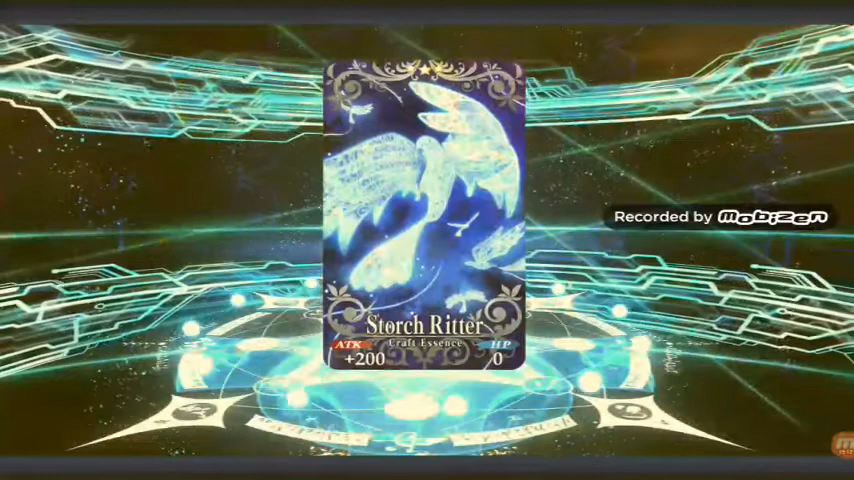 Recorded by mobizen
Storch Ritter
Craft Essence
ATK
HP
+200
0